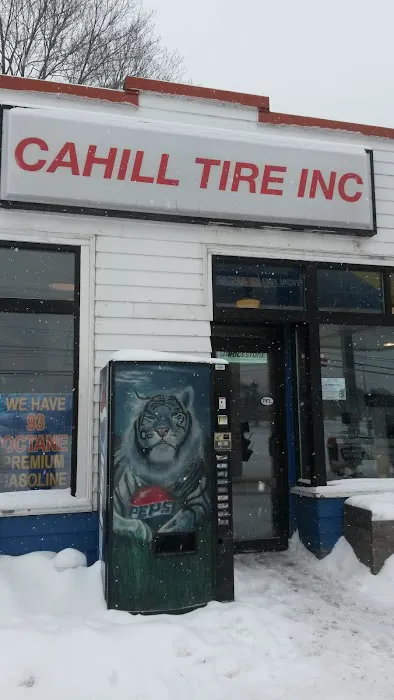 CAHILL TIRE INC
WE HAVE
93
OCTANE
PREMIUM
GASOLINE
PEPSI